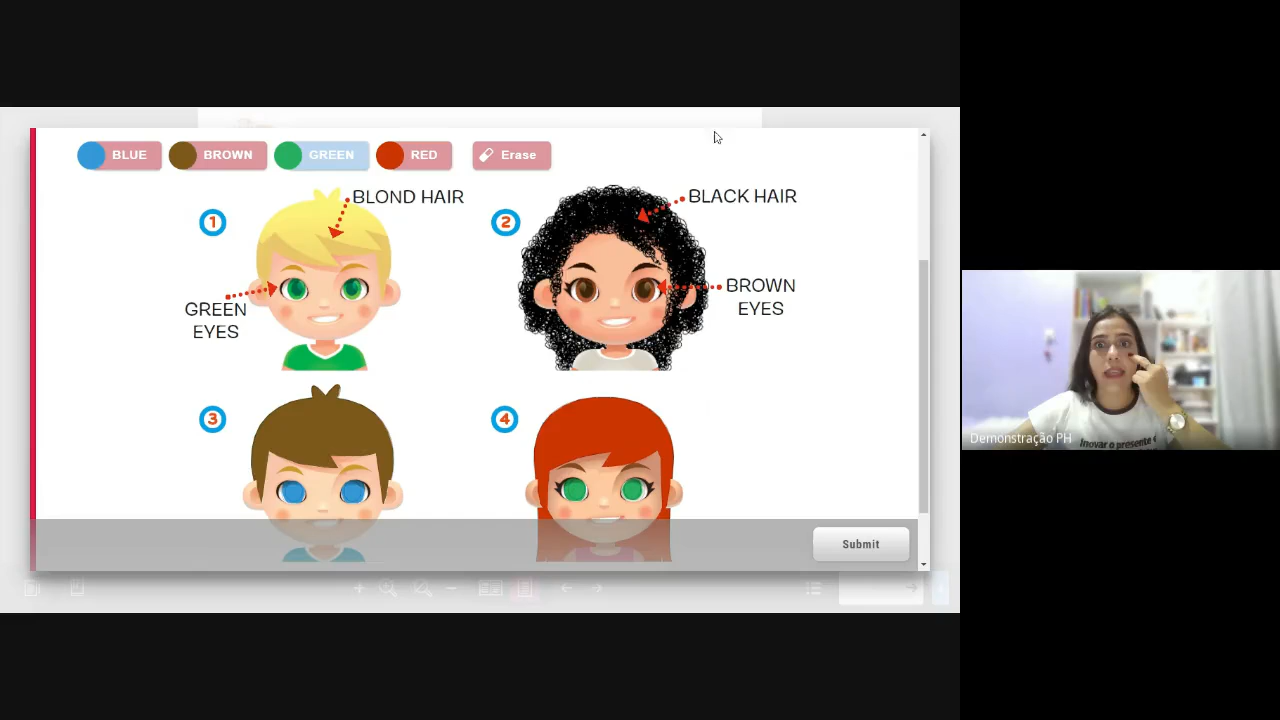 BLUE BROWN GREEN RED Erase
1 BLOND HAIR
GREEN
EYES
2 BLACK HAIR
BROWN
EYES
3
4
Submit
Demonstração PH
Inovar o presente